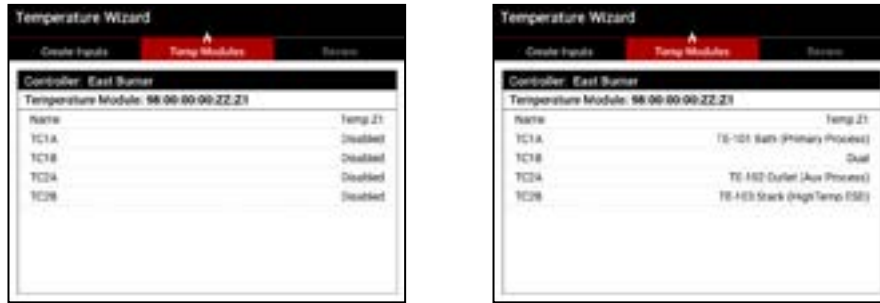 Temperature Wizard
Create Inputs Temp Modules Review
Controller: East Burner
Temperature Module: 98:00:00:00:ZZ:Z1
Name Temp Z1
TC1A Disabled
TC1B Disabled
TC2A Disabled
TC2B Disabled
Temperature Wizard
Create Inputs Temp Modules Review
Controller: East Burner
Temperature Module: 98:00:00:00:ZZ:Z1
Name Temp Z1
TC1A TE-101 Bath (Primary Process)
TC1B Dual
TC2A TE-102 Outlet (Aux Process)
TC2B TE-103 Stack (HighTemp ESD)